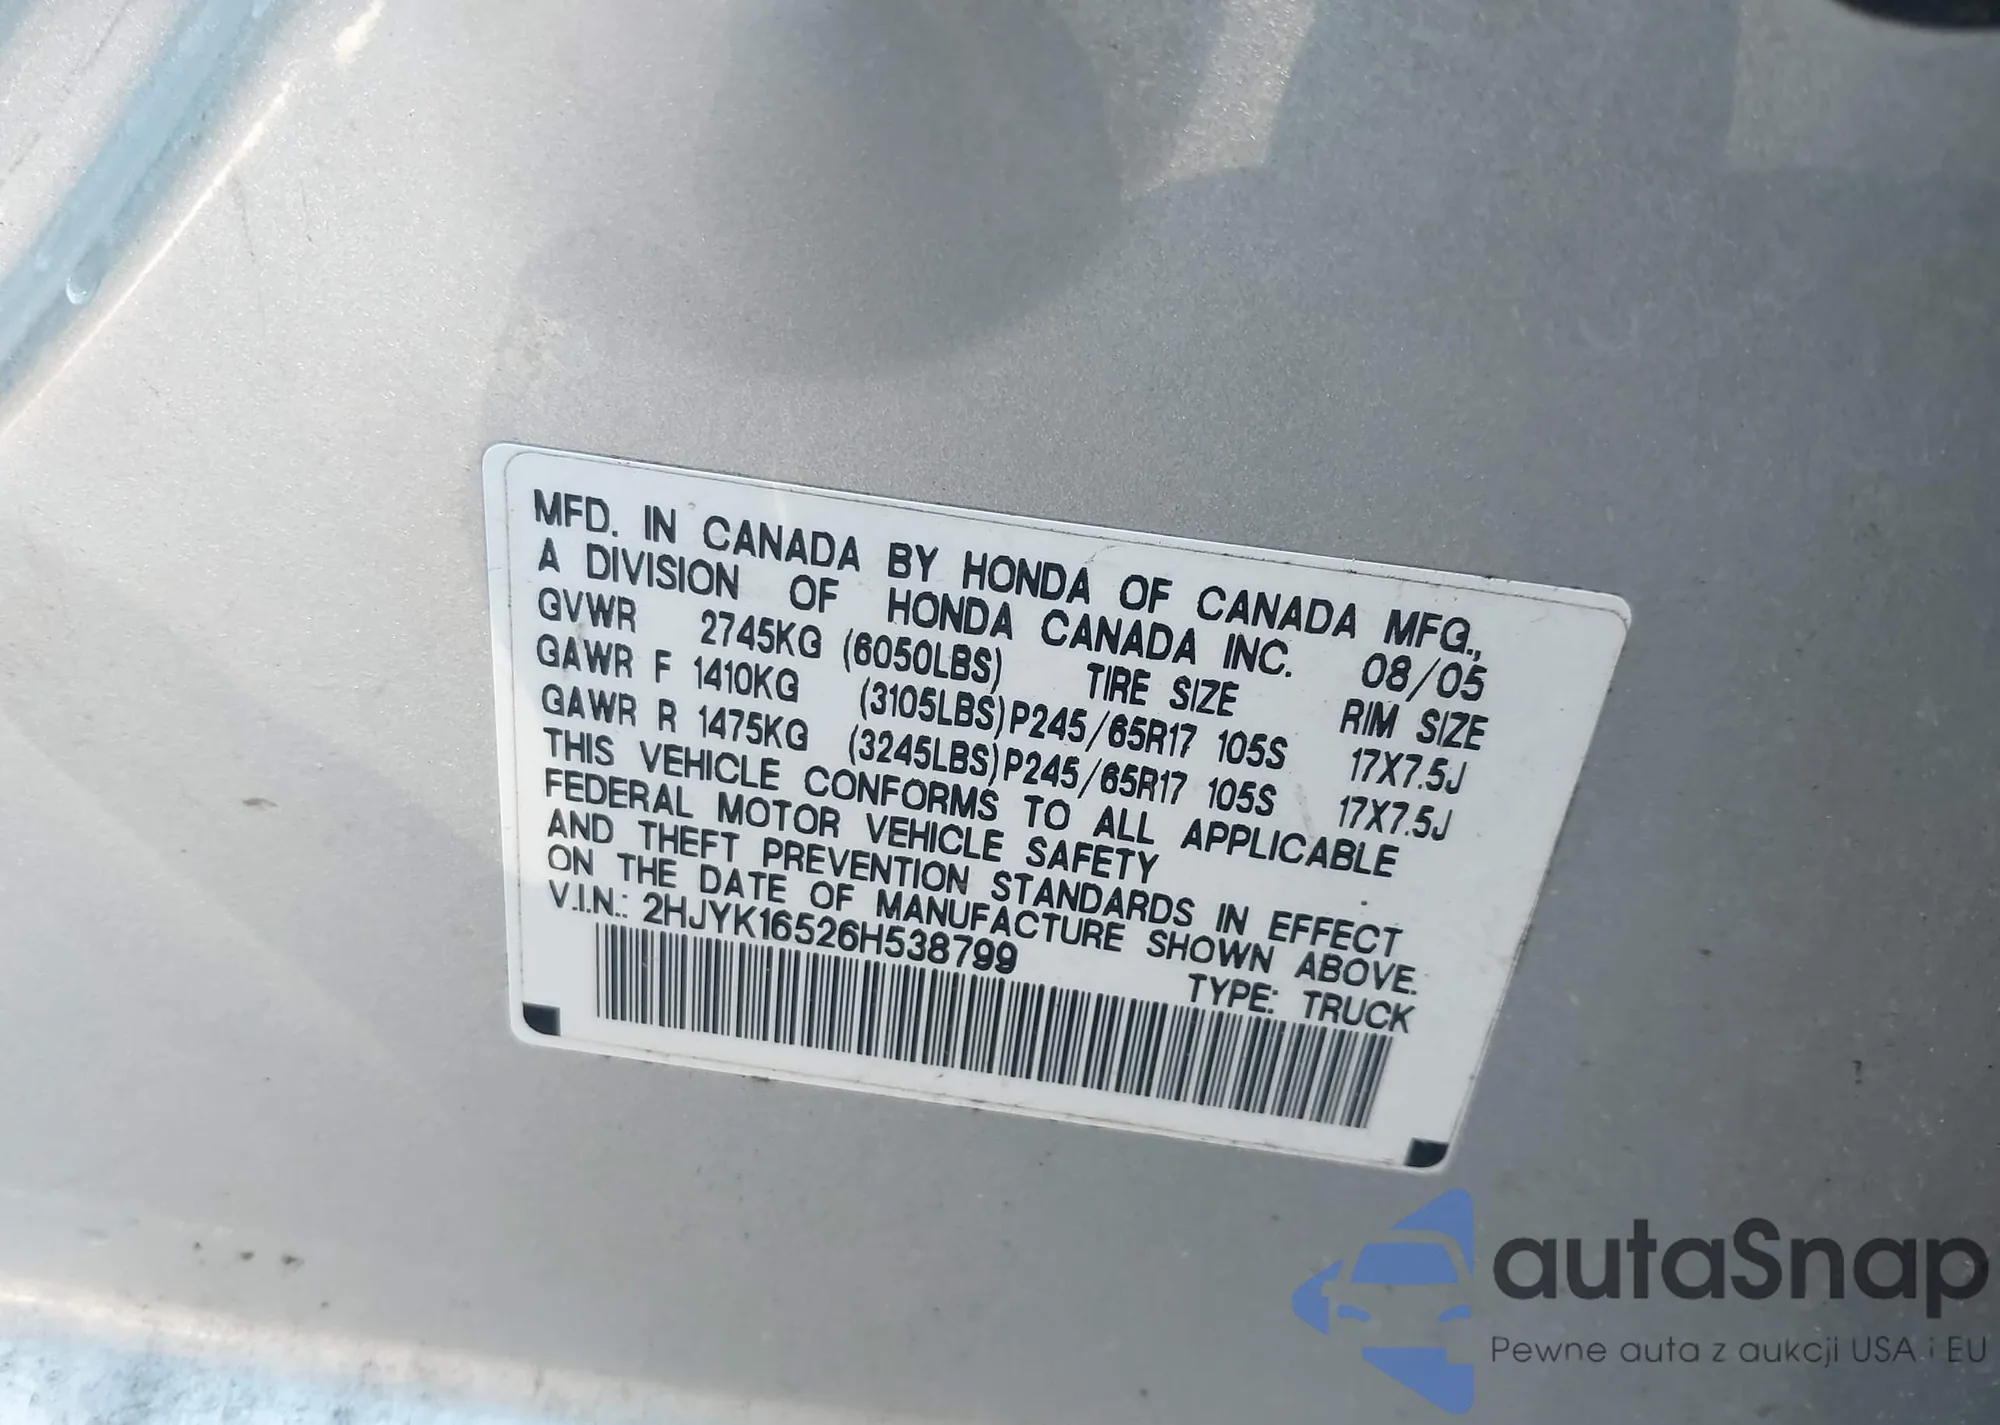 MFD. IN CANADA BY HONDA OF CANADA MFG.,
A DIVISION OF HONDA CANADA INC. 08/05
GVWR 2745KG (6050LBS) TIRE SIZE RIM SIZE
GAWR F 1410KG (3105LBS) P245/65R17 105S 17X7.5J
GAWR R 1475KG (3245LBS) P245/65R17 105S 17X7.5J
THIS VEHICLE CONFORMS TO ALL APPLICABLE
FEDERAL MOTOR VEHICLE SAFETY
AND THEFT PREVENTION STANDARDS IN EFFECT
ON THE DATE OF MANUFACTURE SHOWN ABOVE.
V.I.N.: 2HJYK16526H538799 TYPE: TRUCK
autaSnap
Pewne auta z aukcji USA i EU